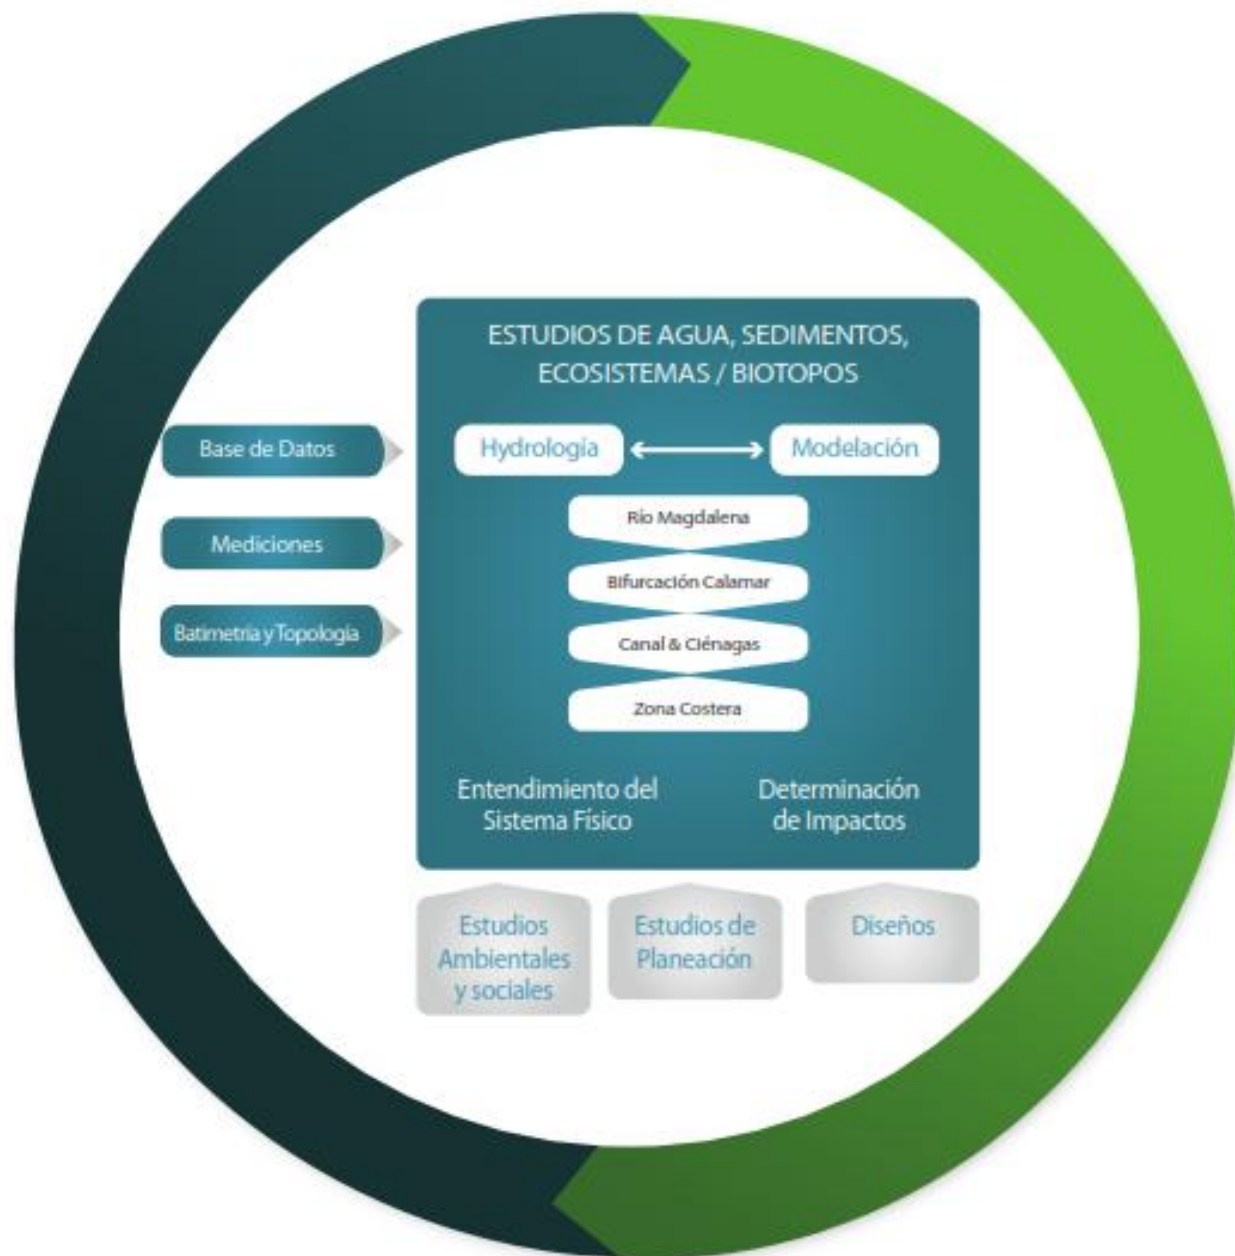 ESTUDIOS DE AGUA, SEDIMENTOS,
ECOSISTEMAS / BIOTOPOS
Base de Datos
Hydrología
Modelación
Río Magdalena
Mediciones
Bifurcación Calamar
Batimetria y Topología
Canal & Ciénagas
Zona Costera
Entendimiento del
Sistema Físico
Determinación
de Impactos
Estudios
Ambientales
y sociales
Estudios de
Planeación
Diseños